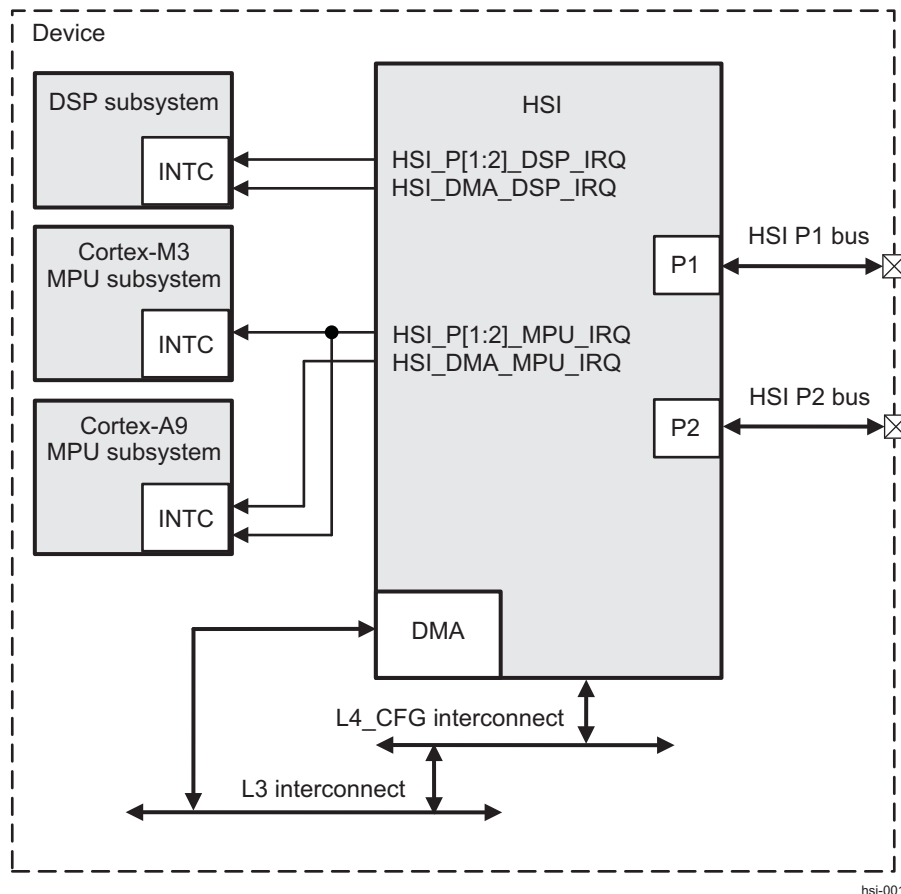 Device
DSP subsystem
INTC
Cortex-M3
MPU subsystem
INTC
Cortex-A9
MPU subsystem
INTC
HSI
HSI_P[1:2]_DSP_IRQ
HSI_DMA_DSP_IRQ
HSI_P[1:2]_MPU_IRQ
HSI_DMA_MPU_IRQ
P1
HSI P1 bus
P2
HSI P2 bus
DMA
L4_CFG interconnect
L3 interconnect
hsi-001